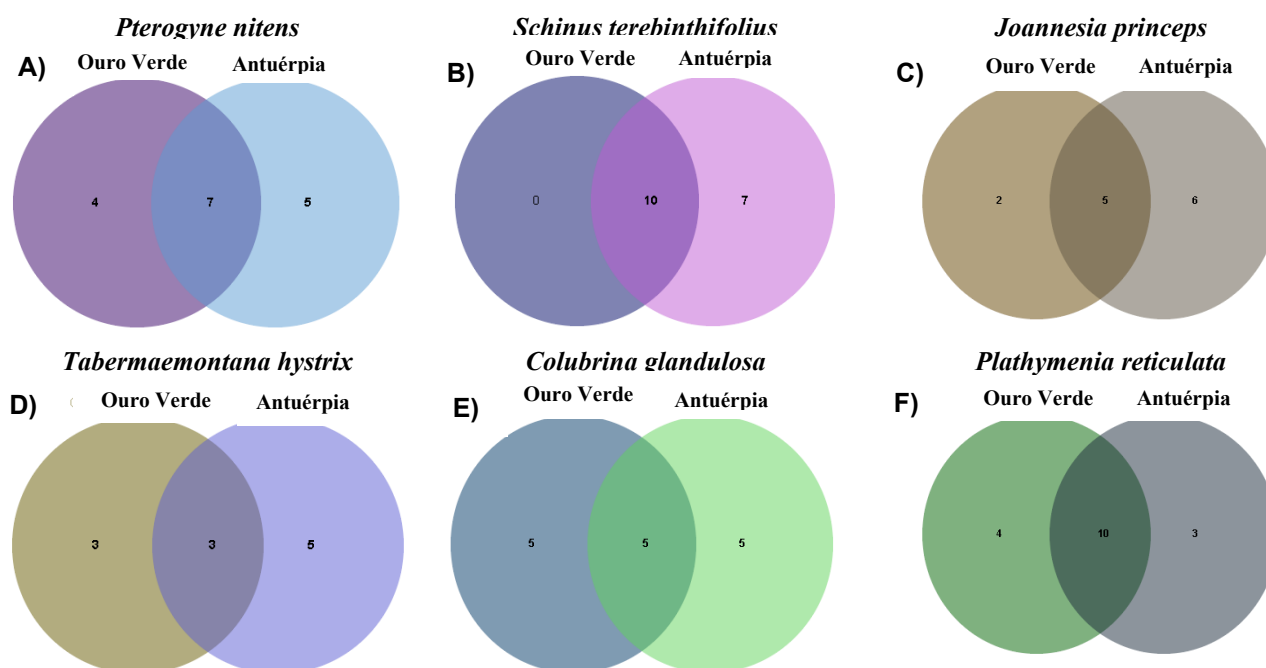 Pterogyne nitens
Schinus terebinthifolius
Joannesia princeps
A)
Ouro Verde
Antuérpia
B)
Ouro Verde
Antuérpia
C)
Ouro Verde
Antuérpia
4
7
5
0
10
7
2
5
6
Tabermaemontana hystrix
Colubrina glandulosa
Plathymenia reticulata
D)
Ouro Verde
Antuérpia
E)
Ouro Verde
Antuérpia
F)
Ouro Verde
Antuérpia
3
3
5
5
5
5
4
10
3